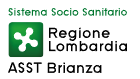 Sistema Socio Sanitario
Regione
Lombardia
ASST Brianza